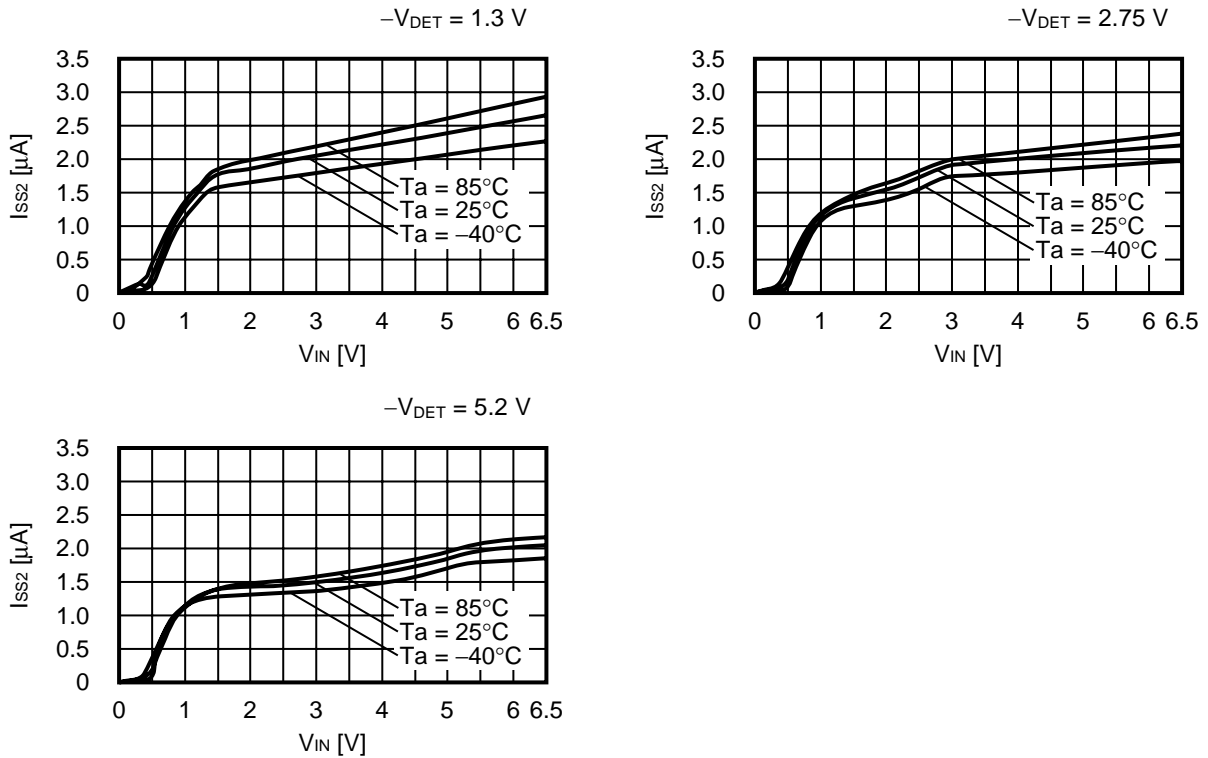 −VDET = 1.3 V
3.5
3.0
2.5
2.0
1.5
1.0
0.5
0
ISS2 [µA]
Ta = 85°C
Ta = 25°C
Ta = −40°C
0 1 2 3 4 5 6 6.5
VIN [V]
−VDET = 2.75 V
3.5
3.0
2.5
2.0
1.5
1.0
0.5
0
ISS2 [µA]
Ta = 85°C
Ta = 25°C
Ta = −40°C
0 1 2 3 4 5 6 6.5
VIN [V]
−VDET = 5.2 V
3.5
3.0
2.5
2.0
1.5
1.0
0.5
0
ISS2 [µA]
Ta = 85°C
Ta = 25°C
Ta = −40°C
0 1 2 3 4 5 6 6.5
VIN [V]